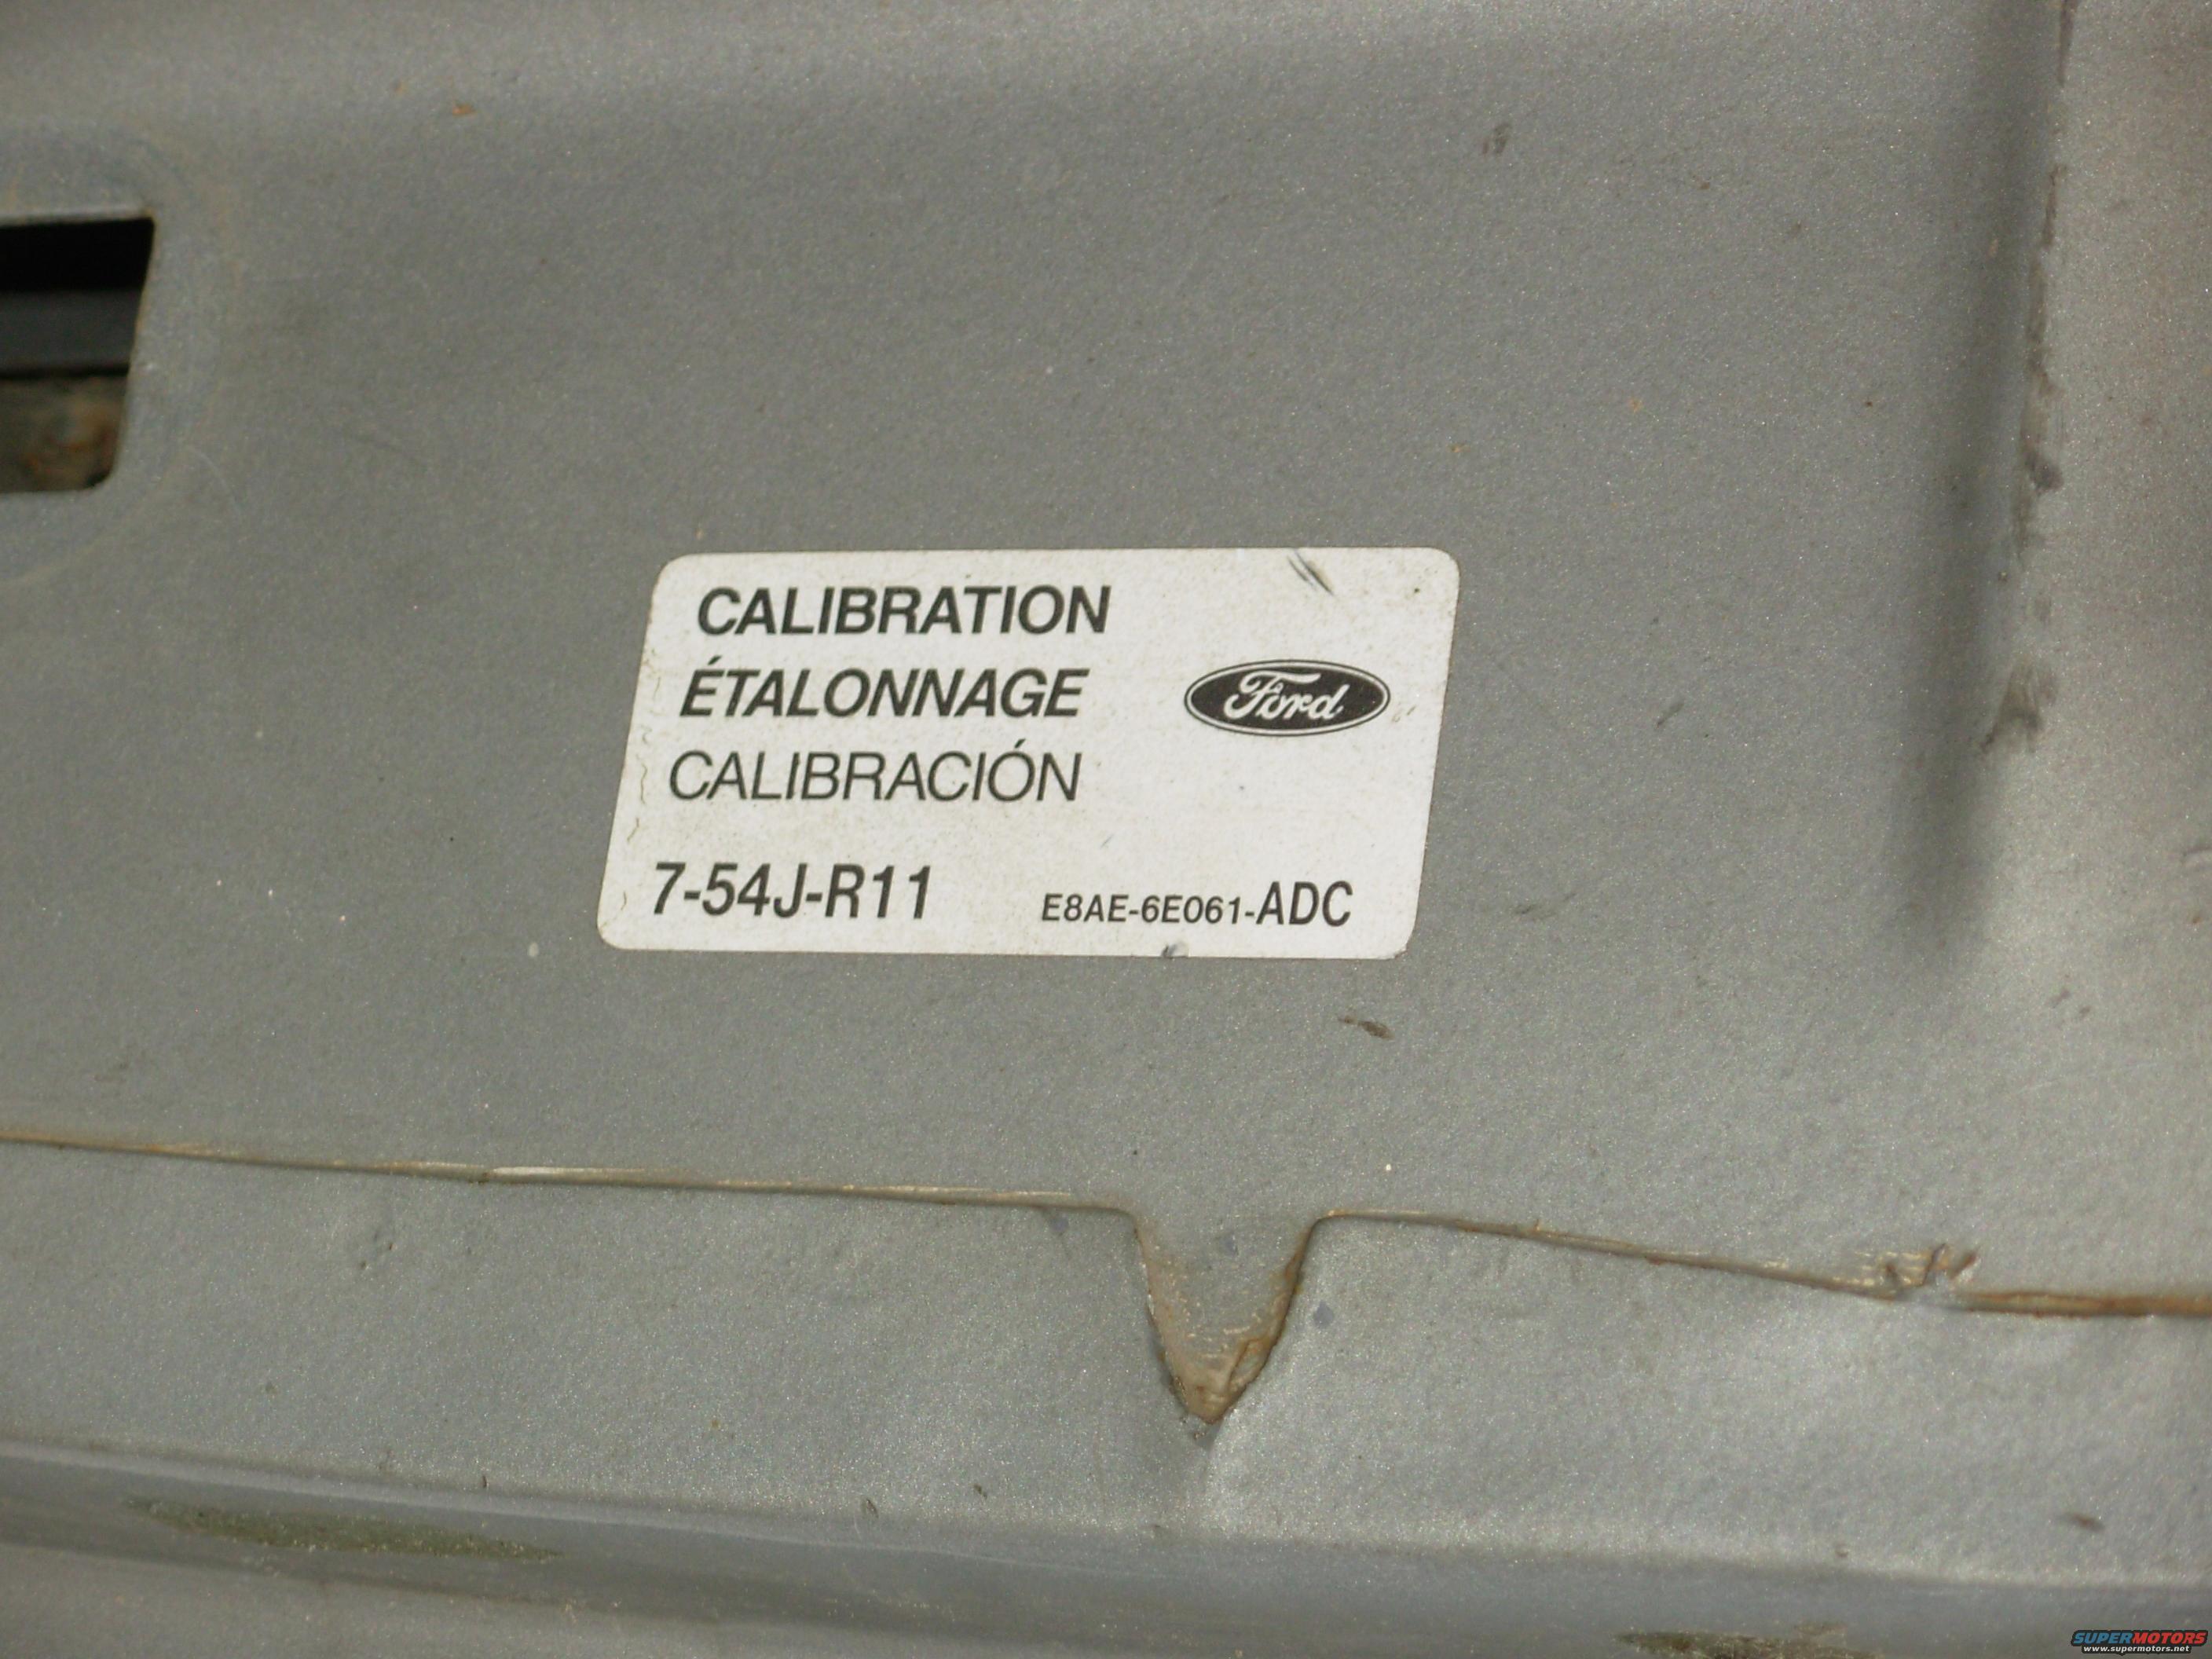 CALIBRATION
ÉTALONNAGE
Ford
CALIBRACIÓN
7-54J-R11 E8AE-6E061-ADC
SUPERMOTORS
www.supermotors.net